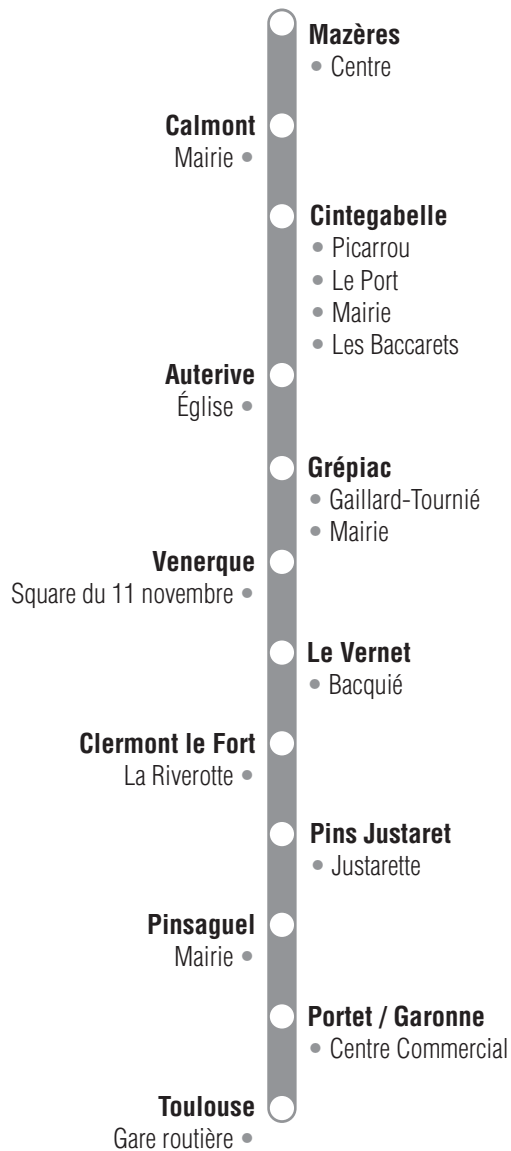 Mazères
• Centre
Calmont
Mairie •
Cintegabelle
• Picarrou
• Le Port
• Mairie
• Les Baccarets
Auterive
Église •
Grépiac
• Gaillard-Tournié
• Mairie
Venerque
Square du 11 novembre •
Le Vernet
• Bacquié
Clermont le Fort
La Riverotte •
Pins Justaret
• Justarette
Pinsaguel
Mairie •
Portet / Garonne
• Centre Commercial
Toulouse
Gare routière •